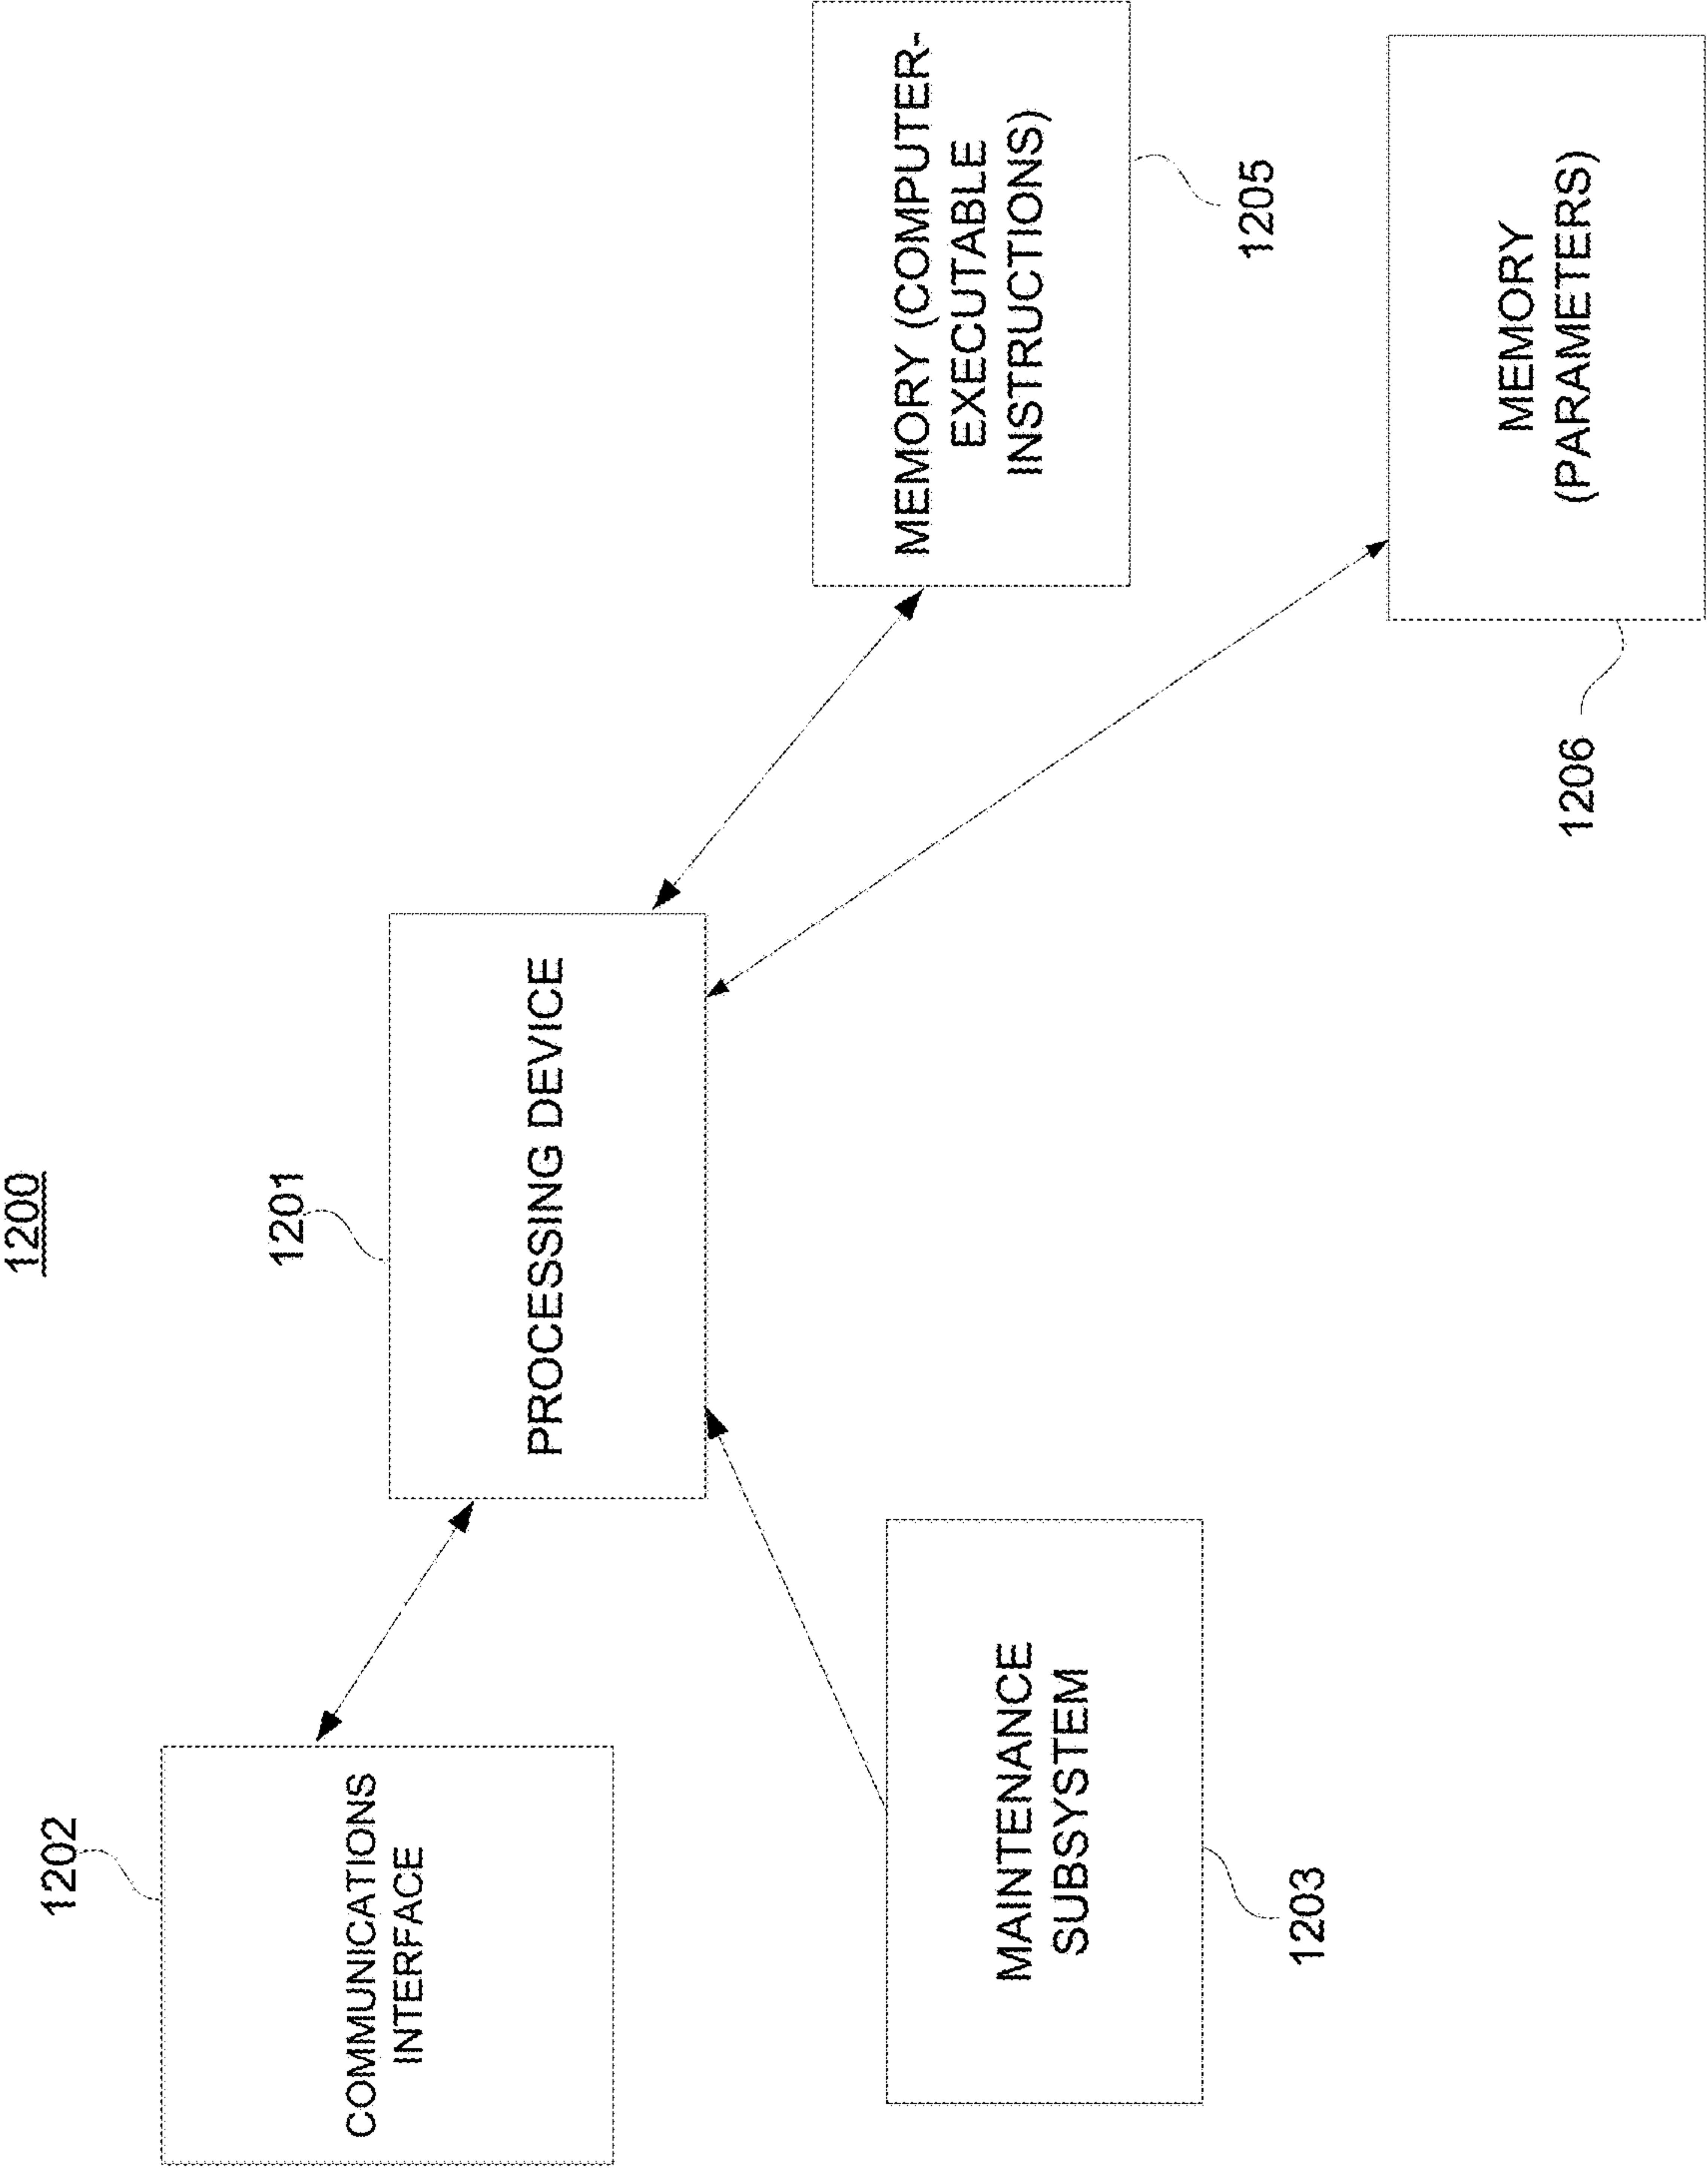 1200
1201
PROCESSING DEVICE
1202
COMMUNICATIONS
INTERFACE
MEMORY (COMPUTER-
EXECUTABLE
INSTRUCTIONS)
1205
MAINTENANCE
SUBSYSTEM
1203
MEMORY
(PARAMETERS)
1206